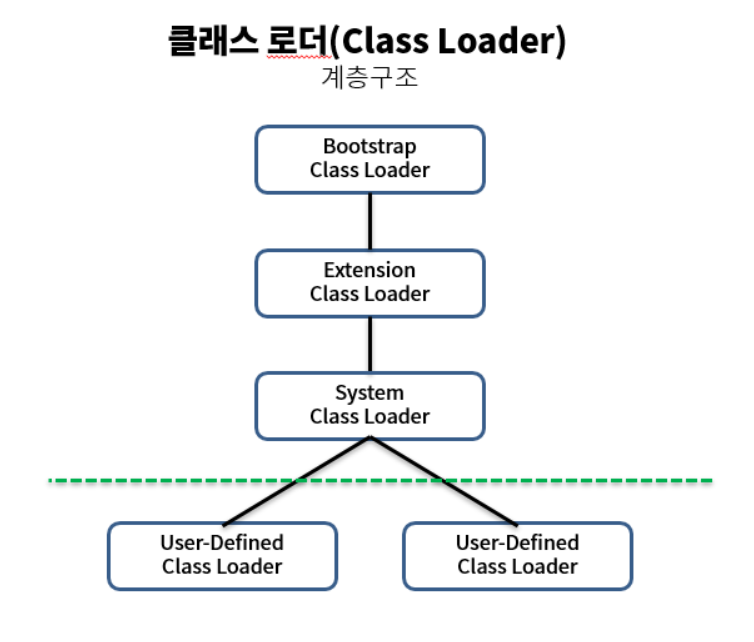 클래스 로더(Class Loader)
계층구조
Bootstrap
Class Loader
Extension
Class Loader
System
Class Loader
User-Defined
Class Loader
User-Defined
Class Loader